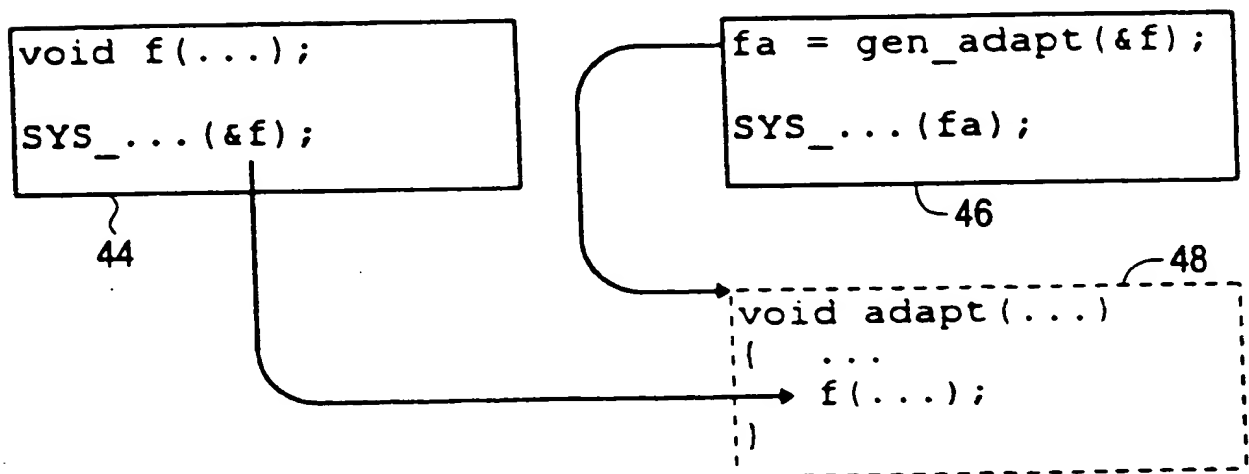 void f(...);
SYS_...(&f);
44
fa = gen_adapt(&f);
SYS_...(fa);
46
48
void adapt(...)
( ...
f(...);
)